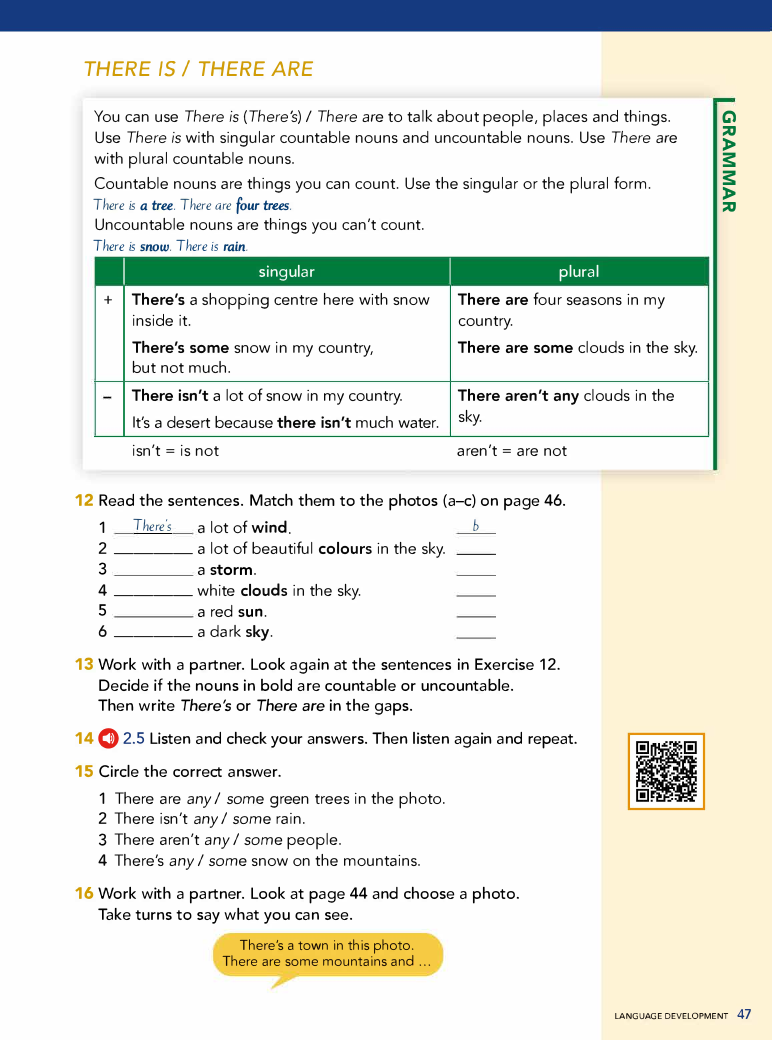 THERE IS / THERE ARE
You can use There is (There's) / There are to talk about people, places and things.
Use There is with singular countable nouns and uncountable nouns. Use There are
with plural countable nouns.
Countable nouns are things you can count. Use the singular or the plural form.
There is a tree. There are four trees.
Uncountable nouns are things you can't count.
There is snow. There is rain.
singular plural
+ There's a shopping centre here with snow
inside it.
There's some snow in my country,
but not much.
There are four seasons in my
country.
There are some clouds in the sky.
– There isn't a lot of snow in my country.
It's a desert because there isn't much water.
There aren't any clouds in the
sky.
isn't = is not aren't = are not
GRAMMAR
12 Read the sentences. Match them to the photos (a–c) on page 46.
1 There's a lot of wind. b
2 _________ a lot of beautiful colours in the sky. _____
3 _________ a storm. _____
4 _________ white clouds in the sky. _____
5 _________ a red sun. _____
6 _________ a dark sky. _____
13 Work with a partner. Look again at the sentences in Exercise 12.
Decide if the nouns in bold are countable or uncountable.
Then write There's or There are in the gaps.
14 2.5 Listen and check your answers. Then listen again and repeat.
15 Circle the correct answer.
1 There are any / some green trees in the photo.
2 There isn't any / some rain.
3 There aren't any / some people.
4 There's any / some snow on the mountains.
16 Work with a partner. Look at page 44 and choose a photo.
Take turns to say what you can see.
There's a town in this photo.
There are some mountains and …
LANGUAGE DEVELOPMENT 47